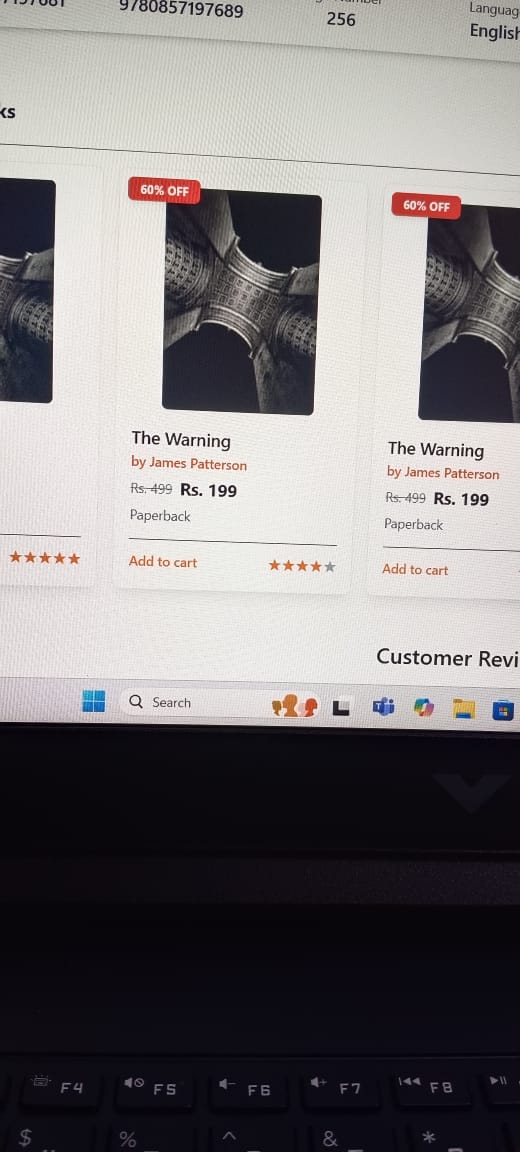 9780857197689
256
Languag
English
ks
60% OFF
60% OFF
The Warning
by James Patterson
Rs. 499 Rs. 199
Paperback
Add to cart
The Warning
by James Patterson
Rs. 499 Rs. 199
Paperback
Add to cart
Customer Revi
Search
F4
F5
F6
F7
F8
$
%
^
&
*